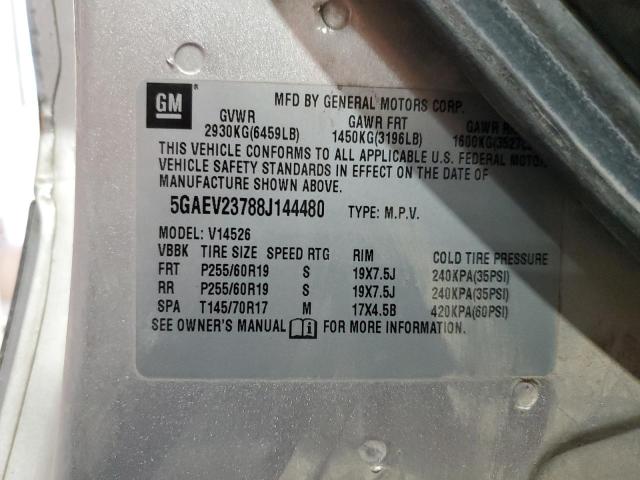 GM
MFD BY GENERAL MOTORS CORP.
GVWR GAWR FRT GAWR
2930KG(6459LB) 1450KG(3196LB)
THIS VEHICLE CONFORMS TO ALL APPLICABLE U.S. FEDERAL MOTOR
VEHICLE SAFETY STANDARDS IN EFFECT ON THE DATE OF
MANUFACTURE SHOWN ABOVE.
5GAEV23788J144480 TYPE: M.P.V.
MODEL: V14526
VBBK TIRE SIZE SPEED RTG RIM COLD TIRE PRESSURE
FRT P255/60R19 S 19X7.5J 240KPA(35PSI)
RR P255/60R19 S 19X7.5J 240KPA(35PSI)
SPA T145/70R17 M 17X4.5B 420KPA(60PSI)
SEE OWNER'S MANUAL FOR MORE INFORMATION.